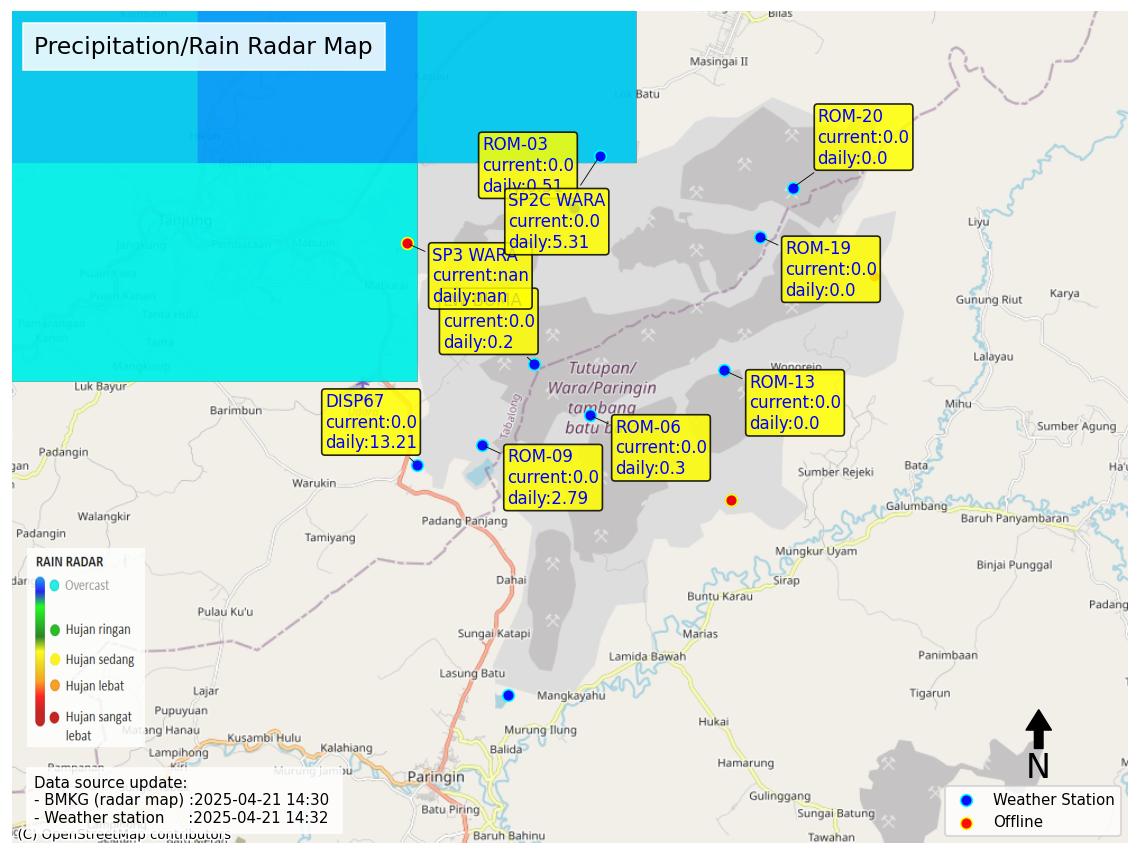 Precipitation/Rain Radar Map
Bilas
Masingai II
Batu
ROM-20
current:0.0
daily:0.0
ROM-03
current:0.0
daily:0.51
SP2C WARA
current:0.0
daily:5.31
Tanjung
Liyu
ROM-19
current:0.0
daily:0.0
SP3 WARA
current:nan
daily:nan
current:0.0
daily:0.2
Gunung Riut
Karya
Lalayau
Tutupan/
Wara/Paringin
tambang
batu
Wonorejo
ROM-13
current:0.0
daily:0.0
Luk Bayur
Barimbun
Tabalong
DISP67
current:0.0
daily:13.21
ROM-06
current:0.0
daily:0.3
ROM-09
current:0.0
daily:2.79
Mihu
Sumber Agung
Padangin
Warukin
Sumber Rejeki
Bata
Galumbang
Baruh Panyambaran
Walangkir
Padangin
Tamiyang
Padang Panjang
Mungkur Uyam
Binjai Punggal
Dahai
Sirap
Buntu Karau
Padang
Pulau Ku'u
Sungai Katapi
Marias
Lamida Bawah
Panimbaan
Lasung Batu
Mangkayahu
Tigarun
Lajar
Pupuyuan
Matang Hanau
Lampihong
Kusambi Hulu
Kalahiang
Murung Jambu
Murung Ilung
Balida
Hukai
Hamarung
Paringin
Batu Piring
Baruh Bahinu
Gulinggang
Sungai Batung
Tawahan
RAIN RADAR
Overcast
Hujan ringan
Hujan sedang
Hujan lebat
Hujan sangat
lebat
Data source update:
- BMKG (radar map) :2025-04-21 14:30
- Weather station :2025-04-21 14:32
(C) OpenStreetMap contributors
N
Weather Station
Offline